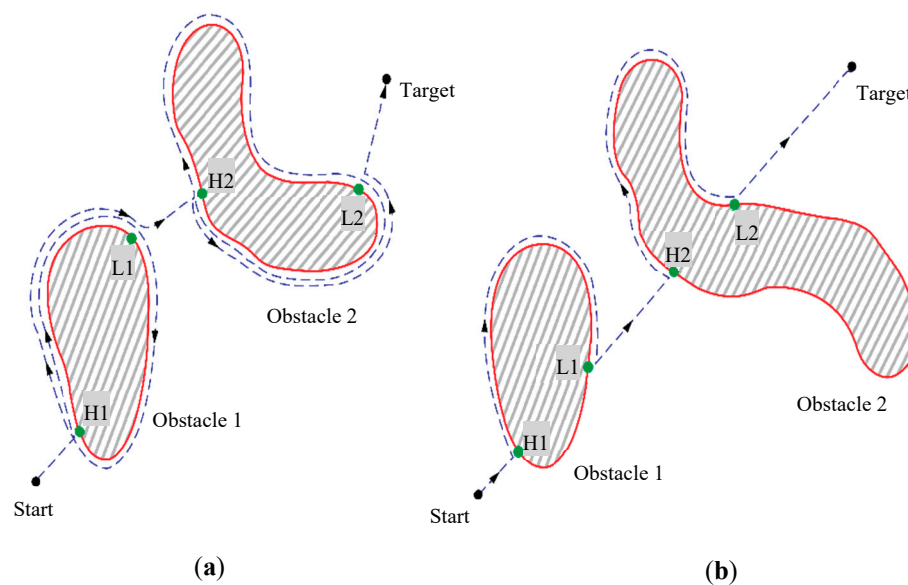 Target
H2
L2
L1
Obstacle 2
H1
Obstacle 1
Start
(a)
Target
L2
H2
L1
Obstacle 2
H1
Obstacle 1
Start
(b)